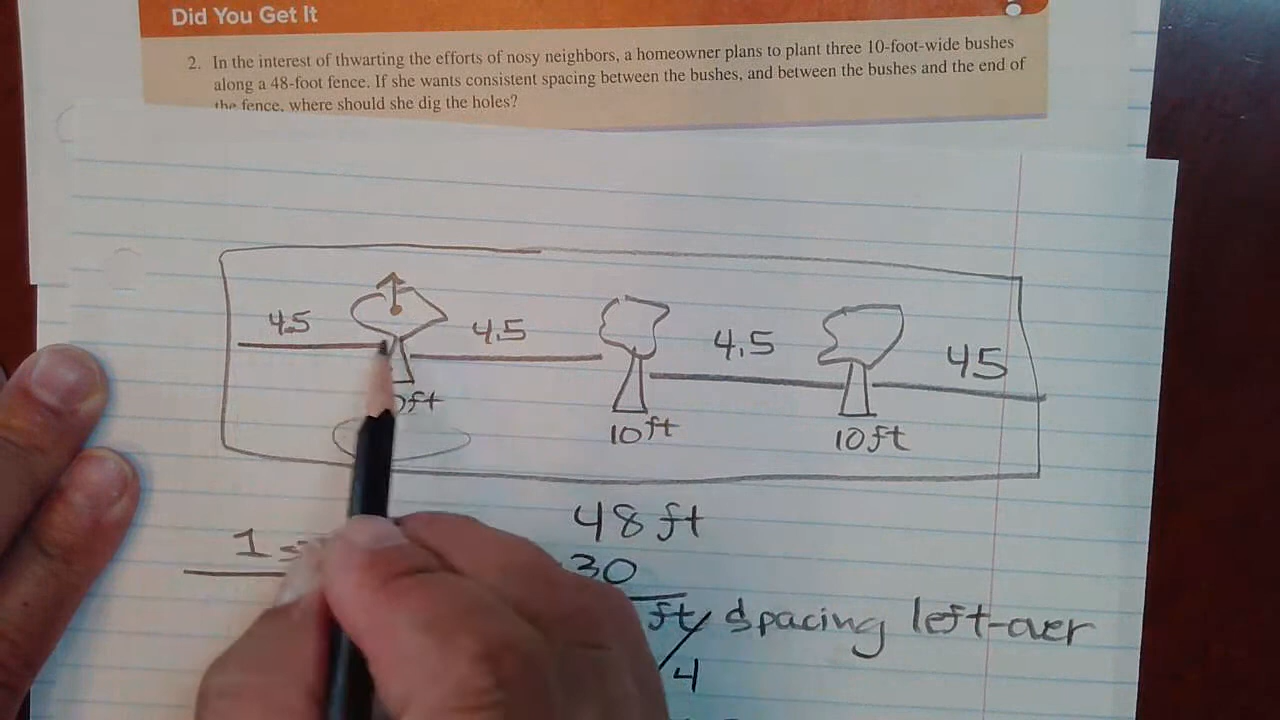 Did You Get It
2. In the interest of thwarting the efforts of nosy neighbors, a homeowner plans to plant three 10-foot-wide bushes
along a 48-foot fence. If she wants consistent spacing between the bushes, and between the bushes and the end of
the fence, where should she dig the holes?
4.5 4.5 4.5 45
ft 10ft 10ft
48ft
1s
30
ft/ spacing left-over
4